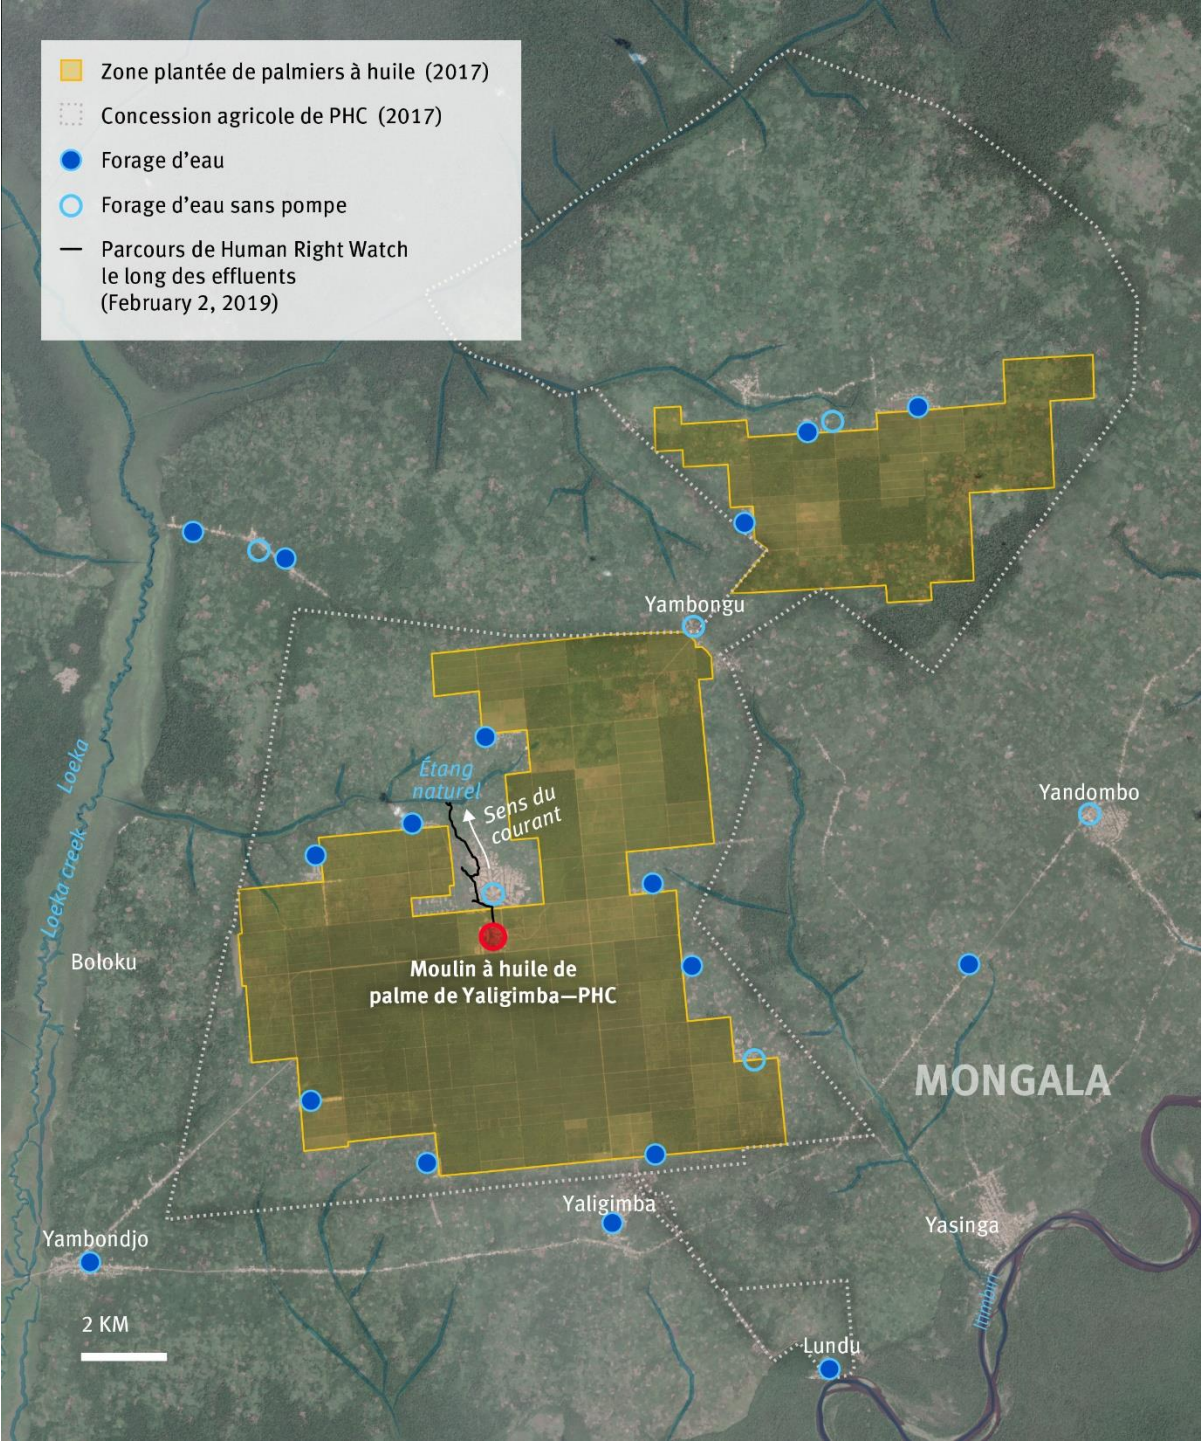 Zone plantée de palmiers à huile (2017)
Concession agricole de PHC (2017)
Forage d'eau
Forage d'eau sans pompe
Parcours de Human Right Watch
le long des effluents
(February 2, 2019)
Yambongu
Loeka
Étang
naturel
Sens du
courant
Yandombo
Loeka creek
Boloku
Moulin à huile de
palme de Yaligimba—PHC
MONGALA
Yaligimba
Yasinga
Yambondjo
Itimbiri
2 KM
Lundu